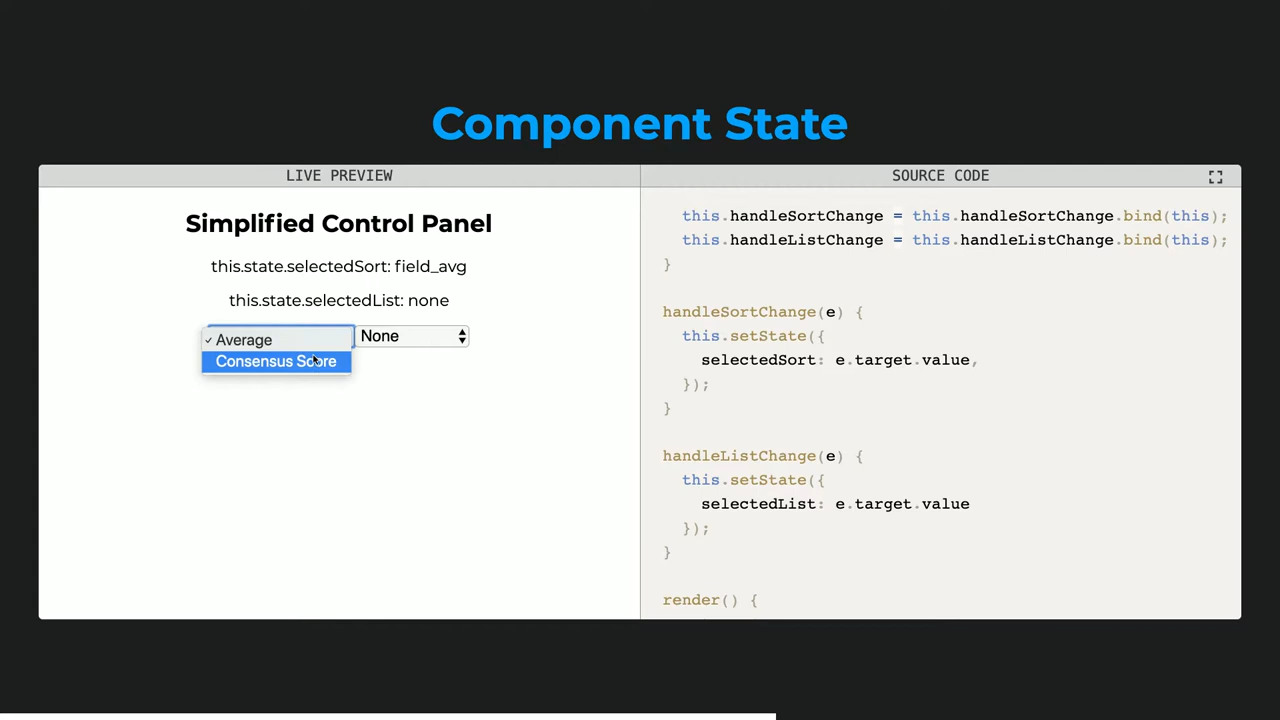 Component State
LIVE PREVIEW
Simplified Control Panel
this.state.selectedSort: field_avg
this.state.selectedList: none
✓ Average
None
Consensus Score
SOURCE CODE
this.handleSortChange = this.handleSortChange.bind(this);
this.handleListChange = this.handleListChange.bind(this);
}
handleSortChange(e) {
this.setState({
selectedSort: e.target.value,
});
}
handleListChange(e) {
this.setState({
selectedList: e.target.value
});
}
render() {